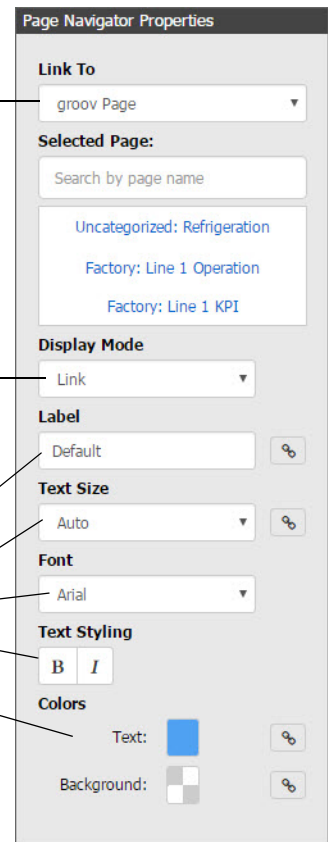 Page Navigator Properties
Link To
groov Page
Selected Page:
Search by page name
Uncategorized: Refrigeration
Factory: Line 1 Operation
Factory: Line 1 KPI
Display Mode
Link
Label
Default
Text Size
Auto
Font
Arial
Text Styling
B I
Colors
Text:
Background: